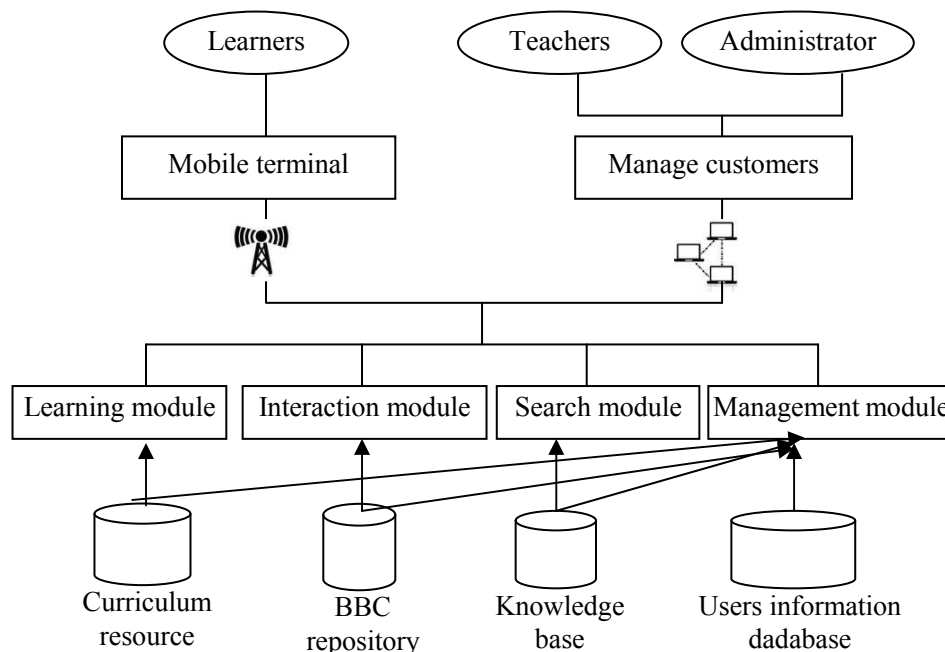 Learners
Teachers
Administrator
Mobile terminal
Manage customers
Learning module
Interaction module
Search module
Management module
Curriculum
resource
BBC
repository
Knowledge
base
Users information
dadabase